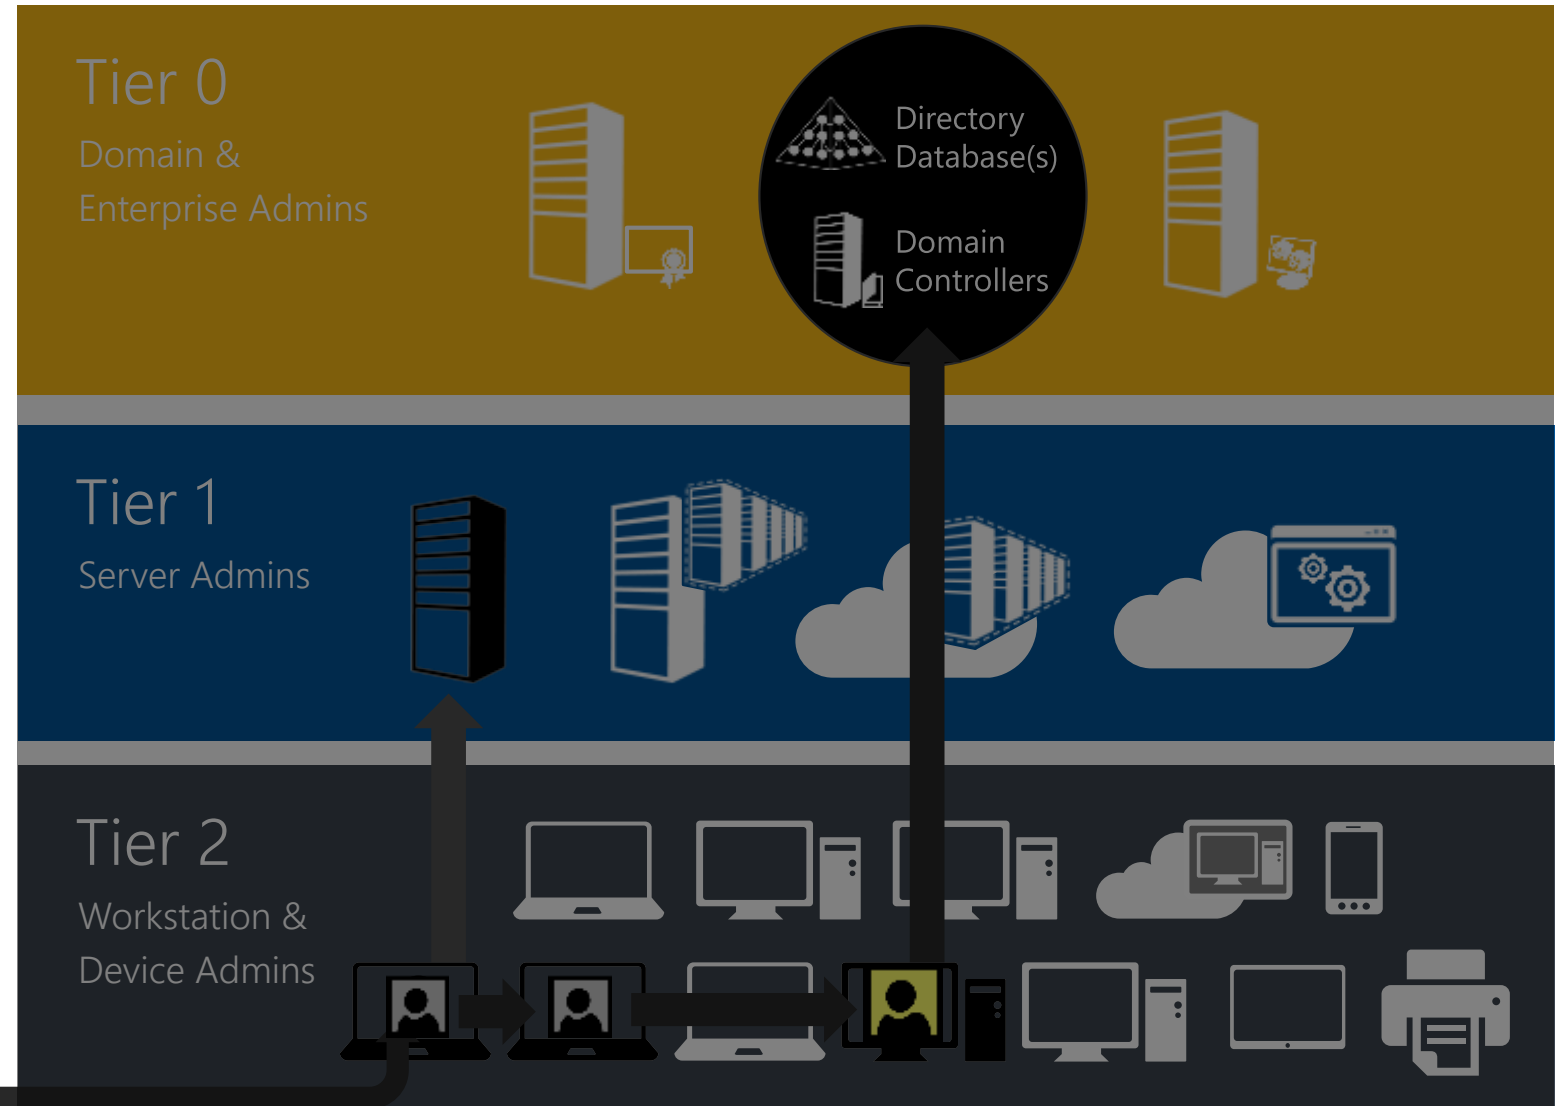 Tier 0
Domain &
Enterprise Admins
Directory
Database(s)
Domain
Controllers
Tier 1
Server Admins
Tier 2
Workstation &
Device Admins